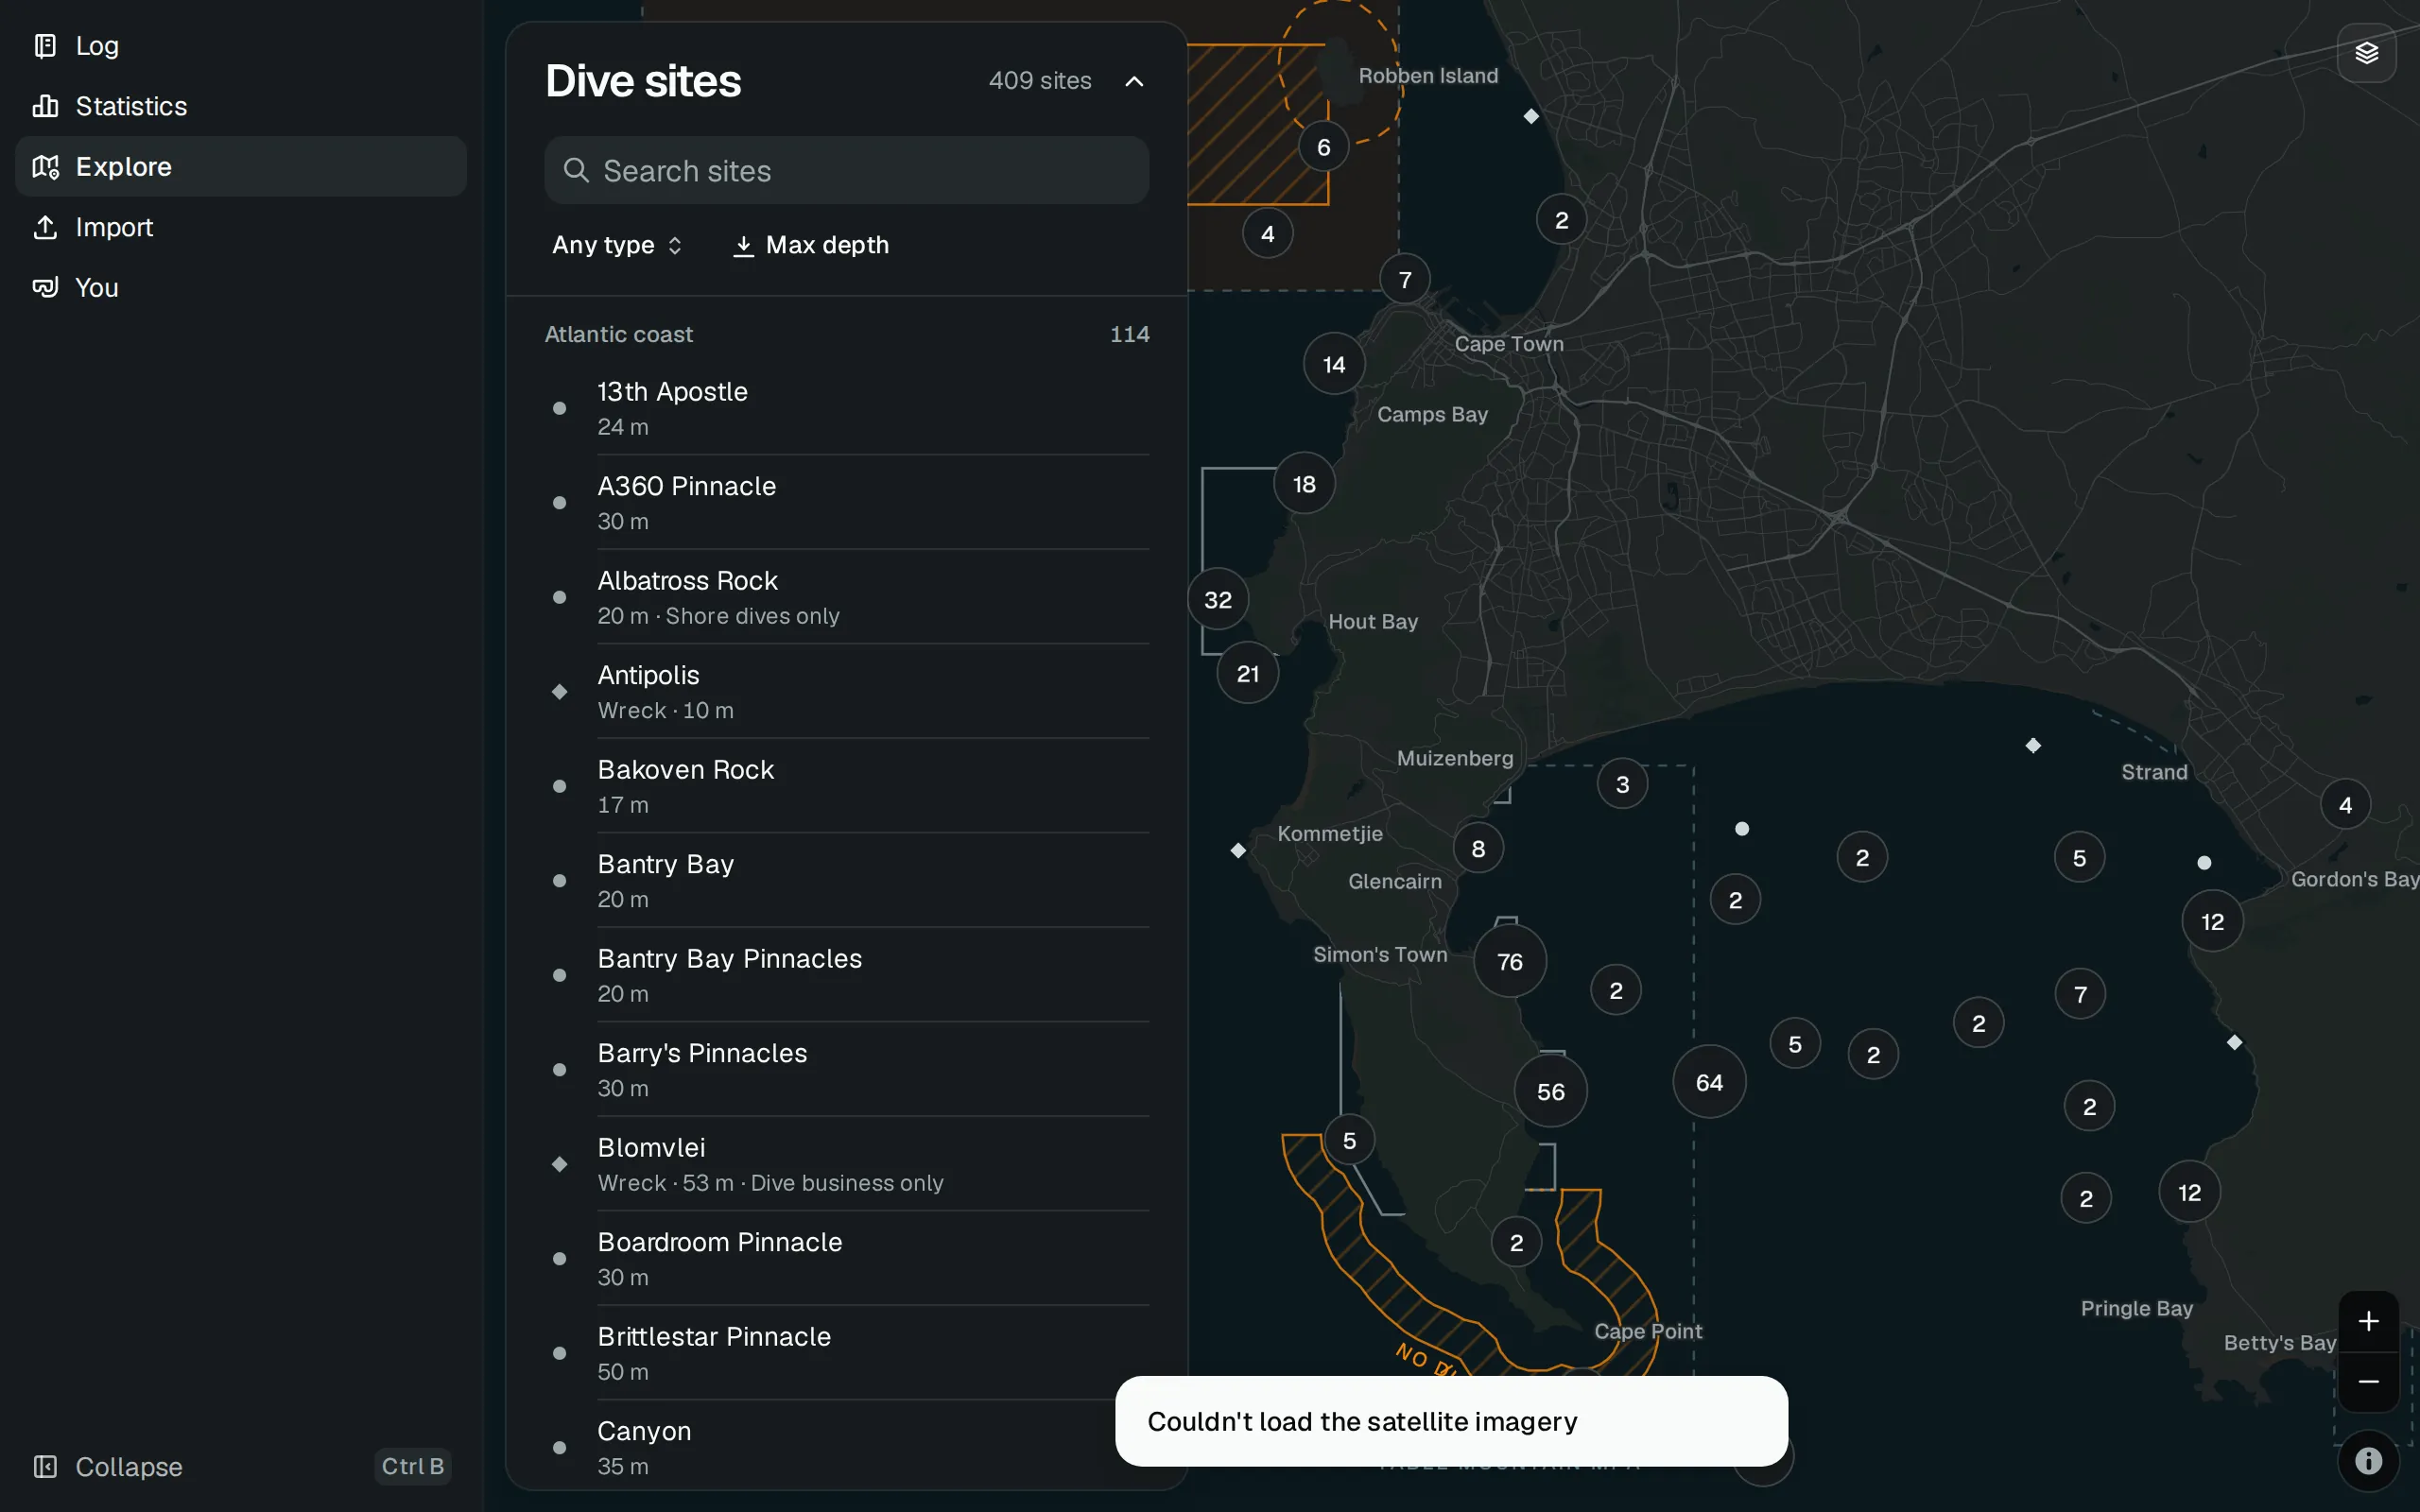 Log
Statistics
Explore
Import
You
Collapse
Ctrl B
Dive sites
409 sites
Search sites
Any type
Max depth
Atlantic coast
114
13th Apostle
24 m
A360 Pinnacle
30 m
Albatross Rock
20 m · Shore dives only
Antipolis
Wreck · 10 m
Bakoven Rock
17 m
Bantry Bay
20 m
Bantry Bay Pinnacles
20 m
Barry's Pinnacles
30 m
Blomvlei
Wreck · 53 m · Dive business only
Boardroom Pinnacle
30 m
Brittlestar Pinnacle
50 m
Canyon
35 m
Robben Island
6
4
2
7
Cape Town
14
Camps Bay
18
32
Hout Bay
21
Muizenberg
3
Strand
4
Kommetjie
8
2
5
Glencairn
2
Gordon's Bay
12
Simon's Town
76
2
7
2
5
2
64
56
2
5
2
12
2
Pringle Bay
Cape Point
Betty's Bay
NO
Couldn't load the satellite imagery